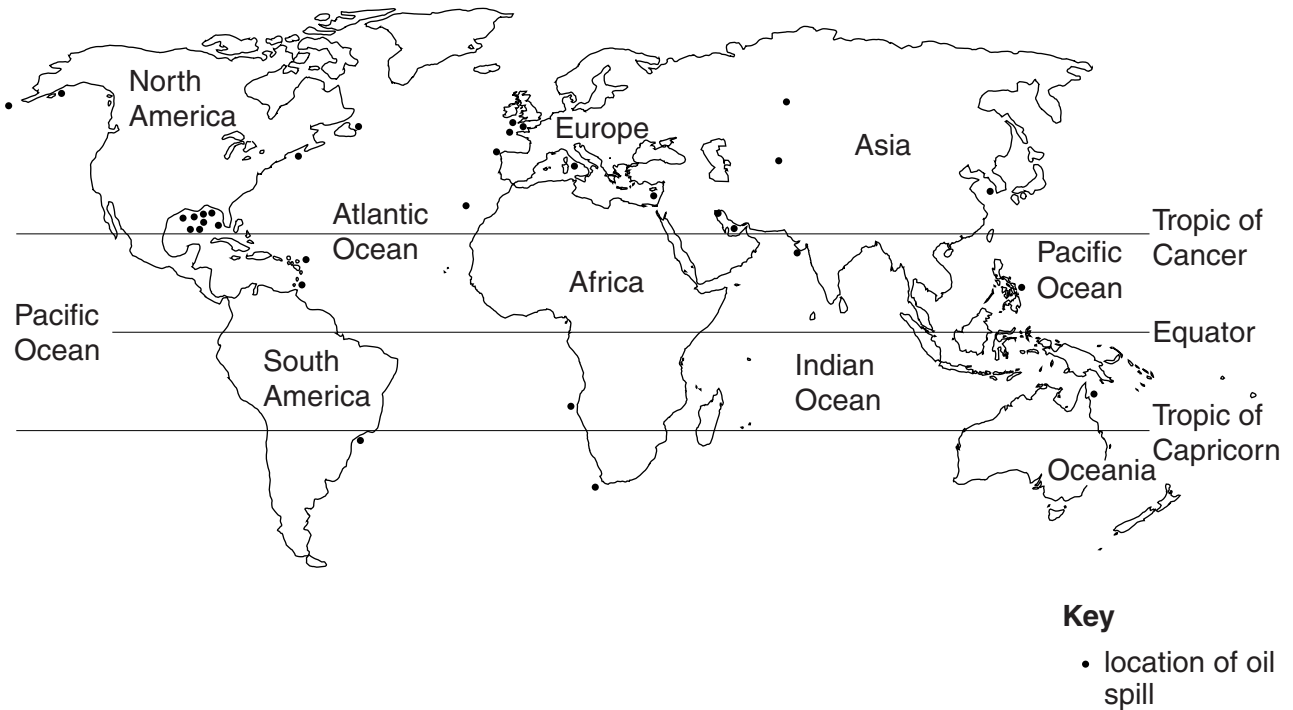 North
America
Europe
Asia
Atlantic
Ocean
Tropic of
Cancer
Pacific
Ocean
Africa
Pacific
Ocean
Equator
South
America
Indian
Ocean
Tropic of
Capricorn
Oceania
Key
location of oil
spill